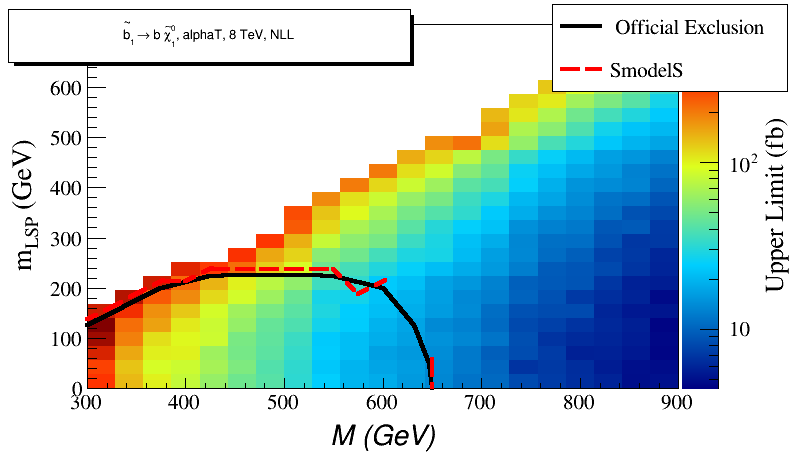 b̃₁ → b χ̃⁰₁, alphaT, 8 TeV, NLL
Official Exclusion
SmodelS
600
500
400
300
200
100
0
m_LSP (GeV)
300
400
500
600
700
800
900
M (GeV)
10²
10
Upper Limit (fb)